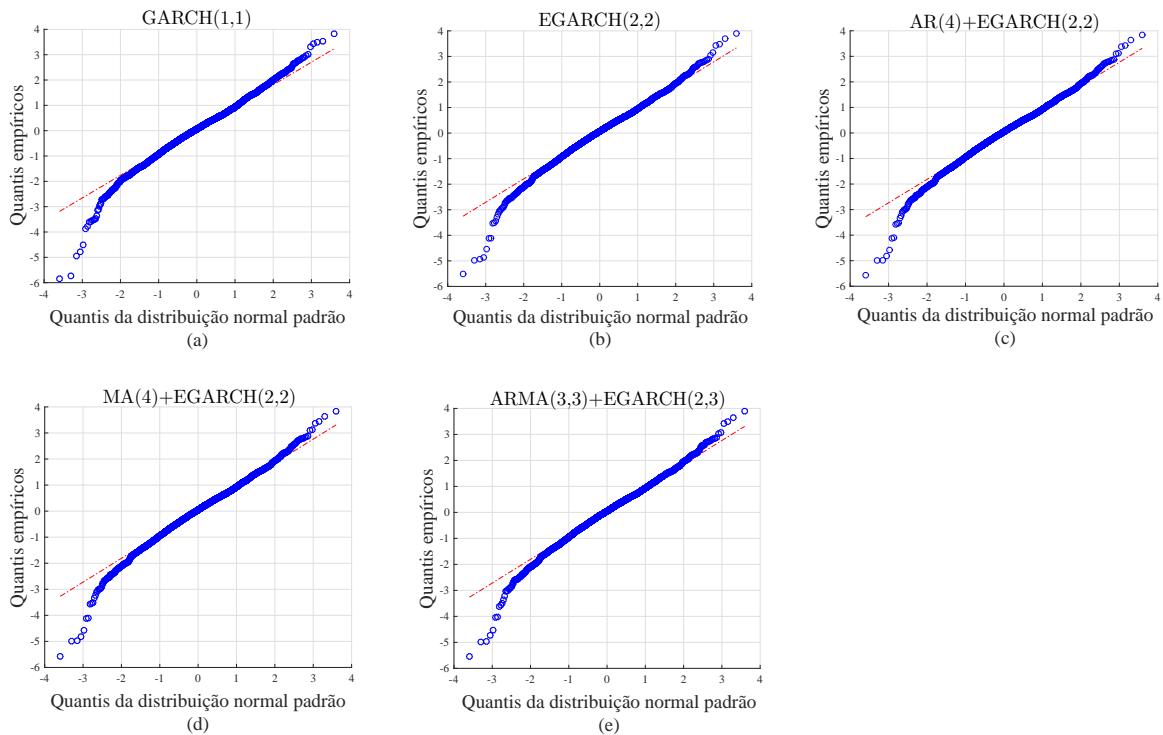 GARCH(1,1)
4
3
2
1
0
-1
-2
-3
-4
-5
-6
Quantis empíricos
-4 -3 -2 -1 0 1 2 3 4
Quantis da distribuição normal padrão
(a)
EGARCH(2,2)
4
3
2
1
0
-1
-2
-3
-4
-5
-6
Quantis empíricos
-4 -3 -2 -1 0 1 2 3 4
Quantis da distribuição normal padrão
(b)
AR(4)+EGARCH(2,2)
4
3
2
1
0
-1
-2
-3
-4
-5
-6
Quantis empíricos
-4 -3 -2 -1 0 1 2 3 4
Quantis da distribuição normal padrão
(c)
MA(4)+EGARCH(2,2)
4
3
2
1
0
-1
-2
-3
-4
-5
-6
Quantis empíricos
-4 -3 -2 -1 0 1 2 3 4
Quantis da distribuição normal padrão
(d)
ARMA(3,3)+EGARCH(2,3)
4
3
2
1
0
-1
-2
-3
-4
-5
-6
Quantis empíricos
-4 -3 -2 -1 0 1 2 3 4
Quantis da distribuição normal padrão
(e)